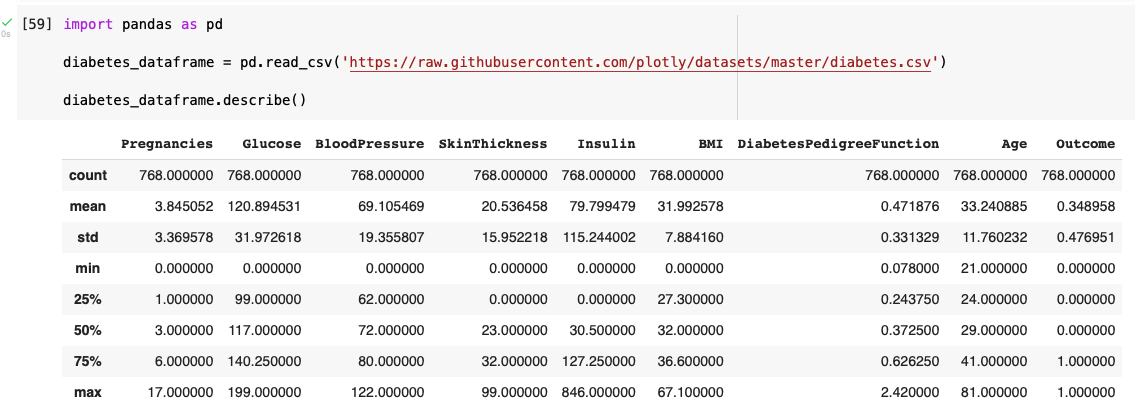 [59] import pandas as pd
0s
diabetes_dataframe = pd.read_csv('https://raw.githubusercontent.com/plotly/datasets/master/diabetes.csv')
diabetes_dataframe.describe()
Pregnancies Glucose BloodPressure SkinThickness Insulin BMI DiabetesPedigreeFunction Age Outcome
count 768.000000 768.000000 768.000000 768.000000 768.000000 768.000000 768.000000 768.000000 768.000000
mean 3.845052 120.894531 69.105469 20.536458 79.799479 31.992578 0.471876 33.240885 0.348958
std 3.369578 31.972618 19.355807 15.952218 115.244002 7.884160 0.331329 11.760232 0.476951
min 0.000000 0.000000 0.000000 0.000000 0.000000 0.000000 0.078000 21.000000 0.000000
25% 1.000000 99.000000 62.000000 0.000000 0.000000 27.300000 0.243750 24.000000 0.000000
50% 3.000000 117.000000 72.000000 23.000000 30.500000 32.000000 0.372500 29.000000 0.000000
75% 6.000000 140.250000 80.000000 32.000000 127.250000 36.600000 0.626250 41.000000 1.000000
max 17.000000 199.000000 122.000000 99.000000 846.000000 67.100000 2.420000 81.000000 1.000000